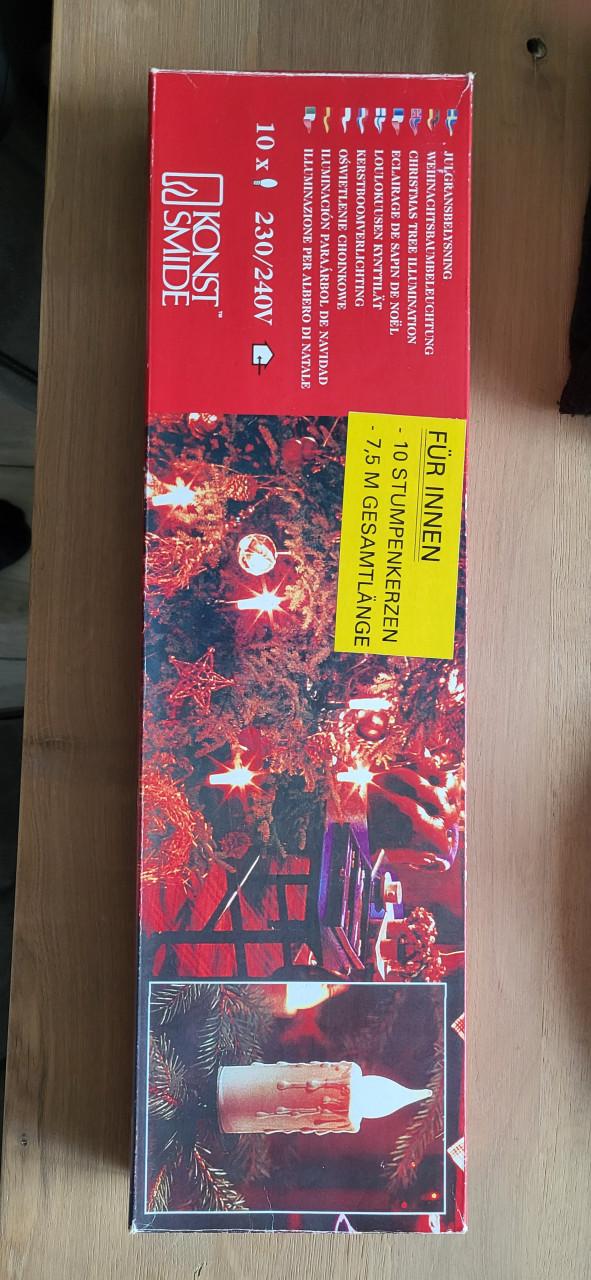 JULGRANSBELYSNING
WEIHNACHTSBAUMBELEUCHTUNG
CHRISTMAS TREE ILLUMINATION
ECLAIRAGE DE SAPIN DE NOËL
LOULUKUUSEN KYNTTILÄT
KERSTBOOMVERLICHTING
OŚWIETLENIE CHOINKOWE
ILUMINACIÓN PARA ÁRBOL DE NAVIDAD
ILLUMINAZIONE PER ALBERO DI NATALE
10 x 230/240V
KONST
SMIDE™
FÜR INNEN
- 10 STUMPENKERZEN
- 7,5 M GESAMTLÄNGE